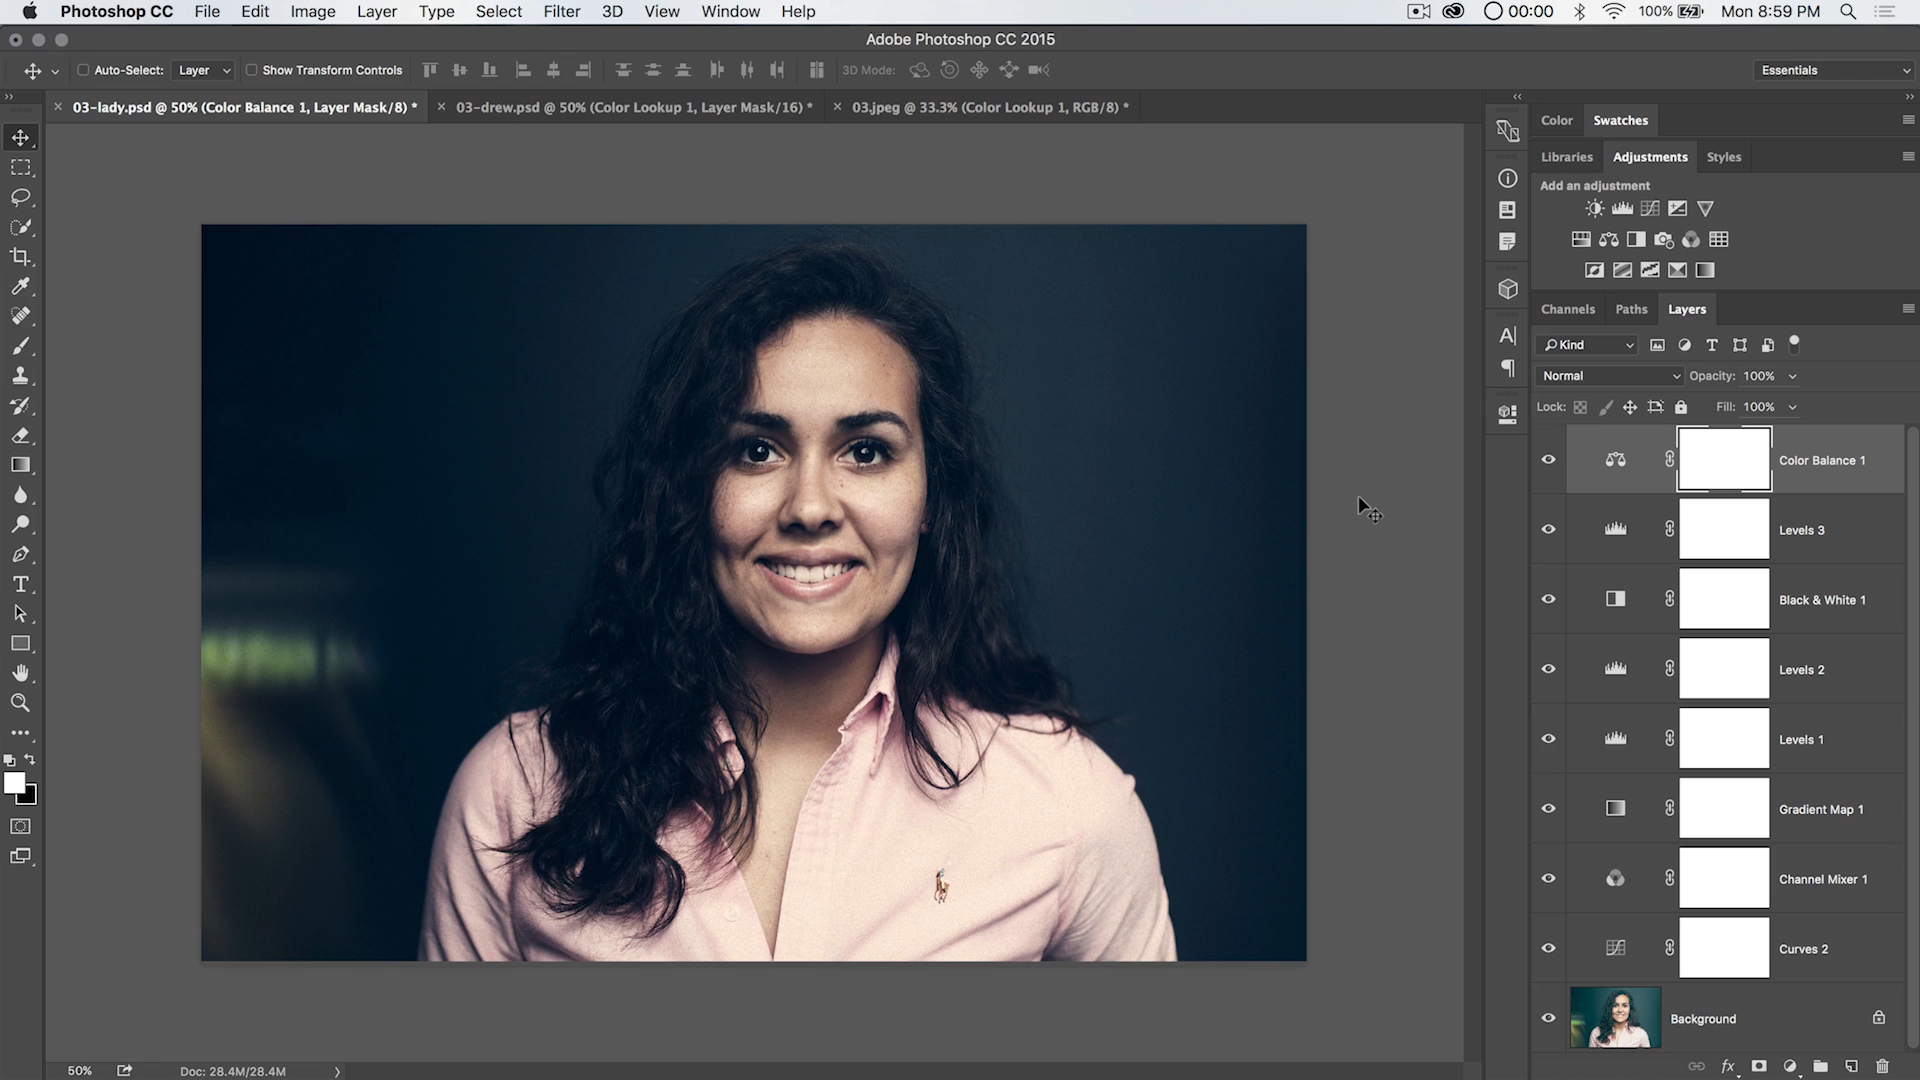 Photoshop CC File Edit Image Layer Type Select Filter 3D View Window Help 00:00 100% Mon 8:59 PM
Adobe Photoshop CC 2015
Auto-Select: Layer Show Transform Controls 3D Mode: Essentials
03-lady.psd @ 50% (Color Balance 1, Layer Mask/8) * 03-drew.psd @ 50% (Color Lookup 1, Layer Mask/16) * 03.jpeg @ 33.3% (Color Lookup 1, RGB/8) *
Color Swatches
Libraries Adjustments Styles
Add an adjustment
Channels Paths Layers
Kind
Normal Opacity: 100%
Lock: Fill: 100%
Color Balance 1
Levels 3
Black & White 1
Levels 2
Levels 1
Gradient Map 1
Channel Mixer 1
Curves 2
Background
50% Doc: 28.4M/28.4M